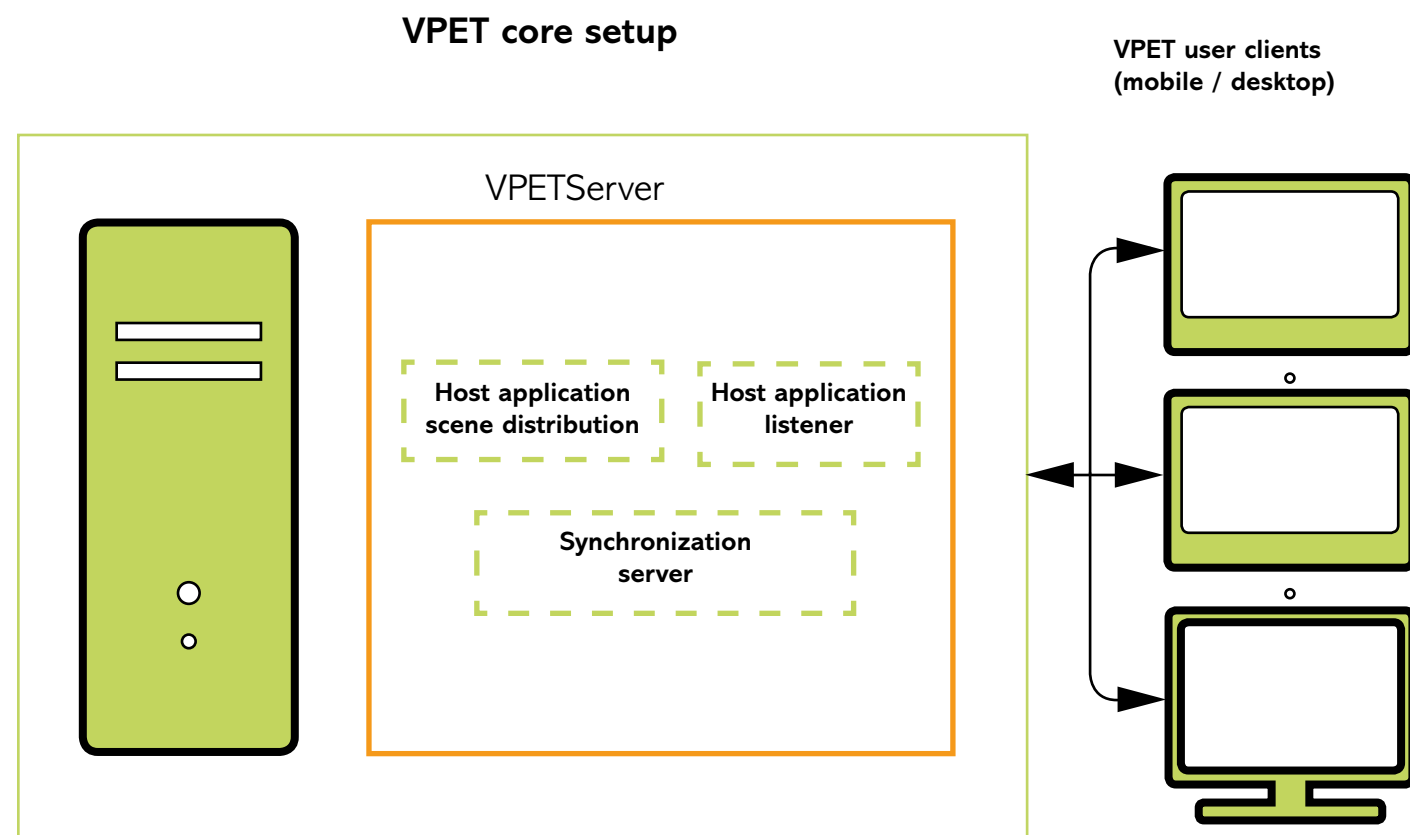 VPET core setup
VPET user clients
(mobile / desktop)
VPETServer
Host application
scene distribution
Host application
listener
Synchronization
server